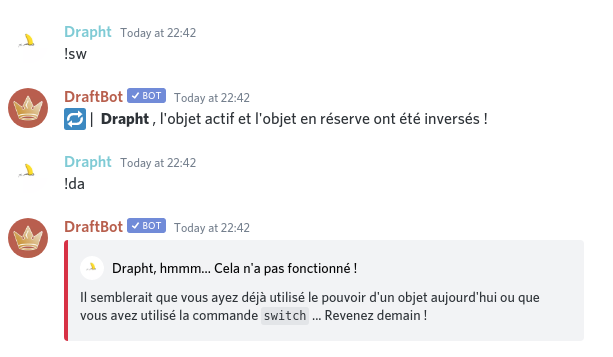 Drapht Today at 22:42
!sw
DraftBot ✓ BOT Today at 22:42
🔁 | Drapht , l'objet actif et l'objet en réserve ont été inversés !
Drapht Today at 22:42
!da
DraftBot ✓ BOT Today at 22:42
Drapht, hmmm... Cela n'a pas fonctionné !
Il semblerait que vous ayez déjà utilisé le pouvoir d'un objet aujourd'hui ou que
vous avez utilisé la commande switch ... Revenez demain !